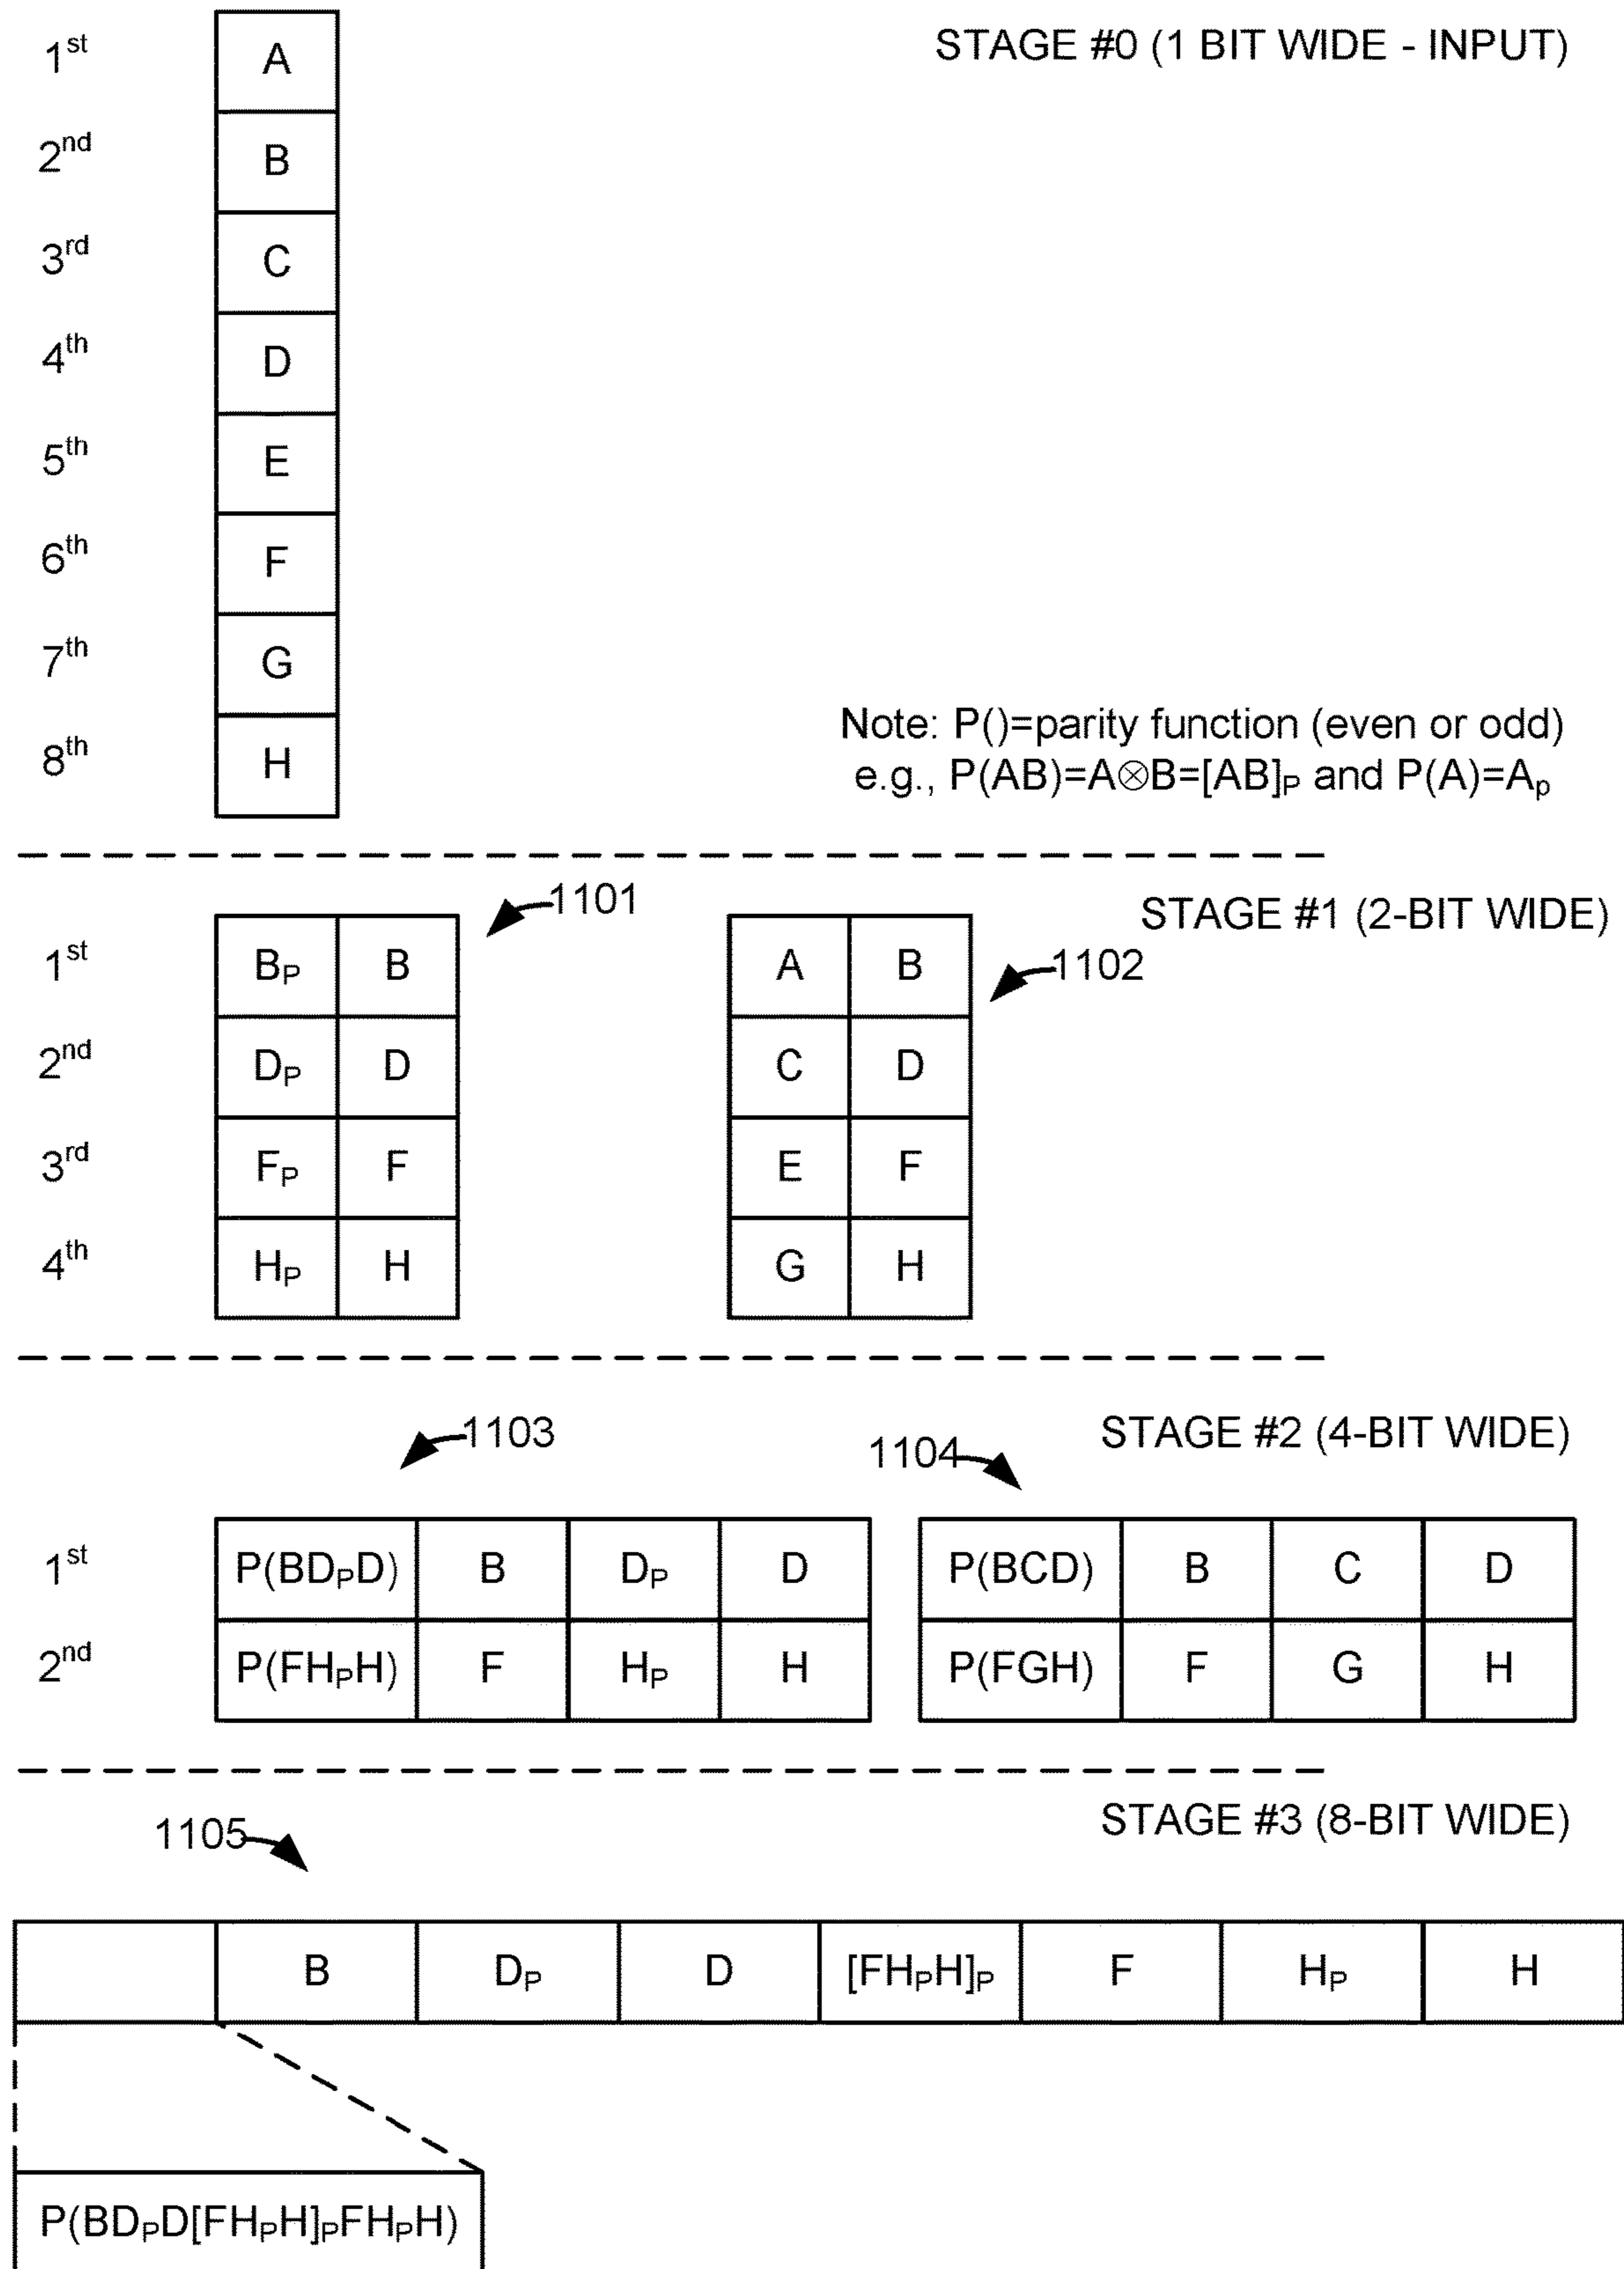 STAGE #0 (1 BIT WIDE - INPUT)
1st A
2nd B
3rd C
4th D
5th E
6th F
7th G
8th H
Note: P()=parity function (even or odd)
e.g., P(AB)=A⊗B=[AB]P and P(A)=Ap
1101
STAGE #1 (2-BIT WIDE)
1102
1st BP B A B
2nd DP D C D
3rd FP F E F
4th HP H G H
1103
1104
STAGE #2 (4-BIT WIDE)
1st P(BDPD) B DP D P(BCD) B C D
2nd P(FHPH) F HP H P(FGH) F G H
STAGE #3 (8-BIT WIDE)
1105
B DP D [FHPH]P F HP H
P(BDPD[FHPH]PFHPH)